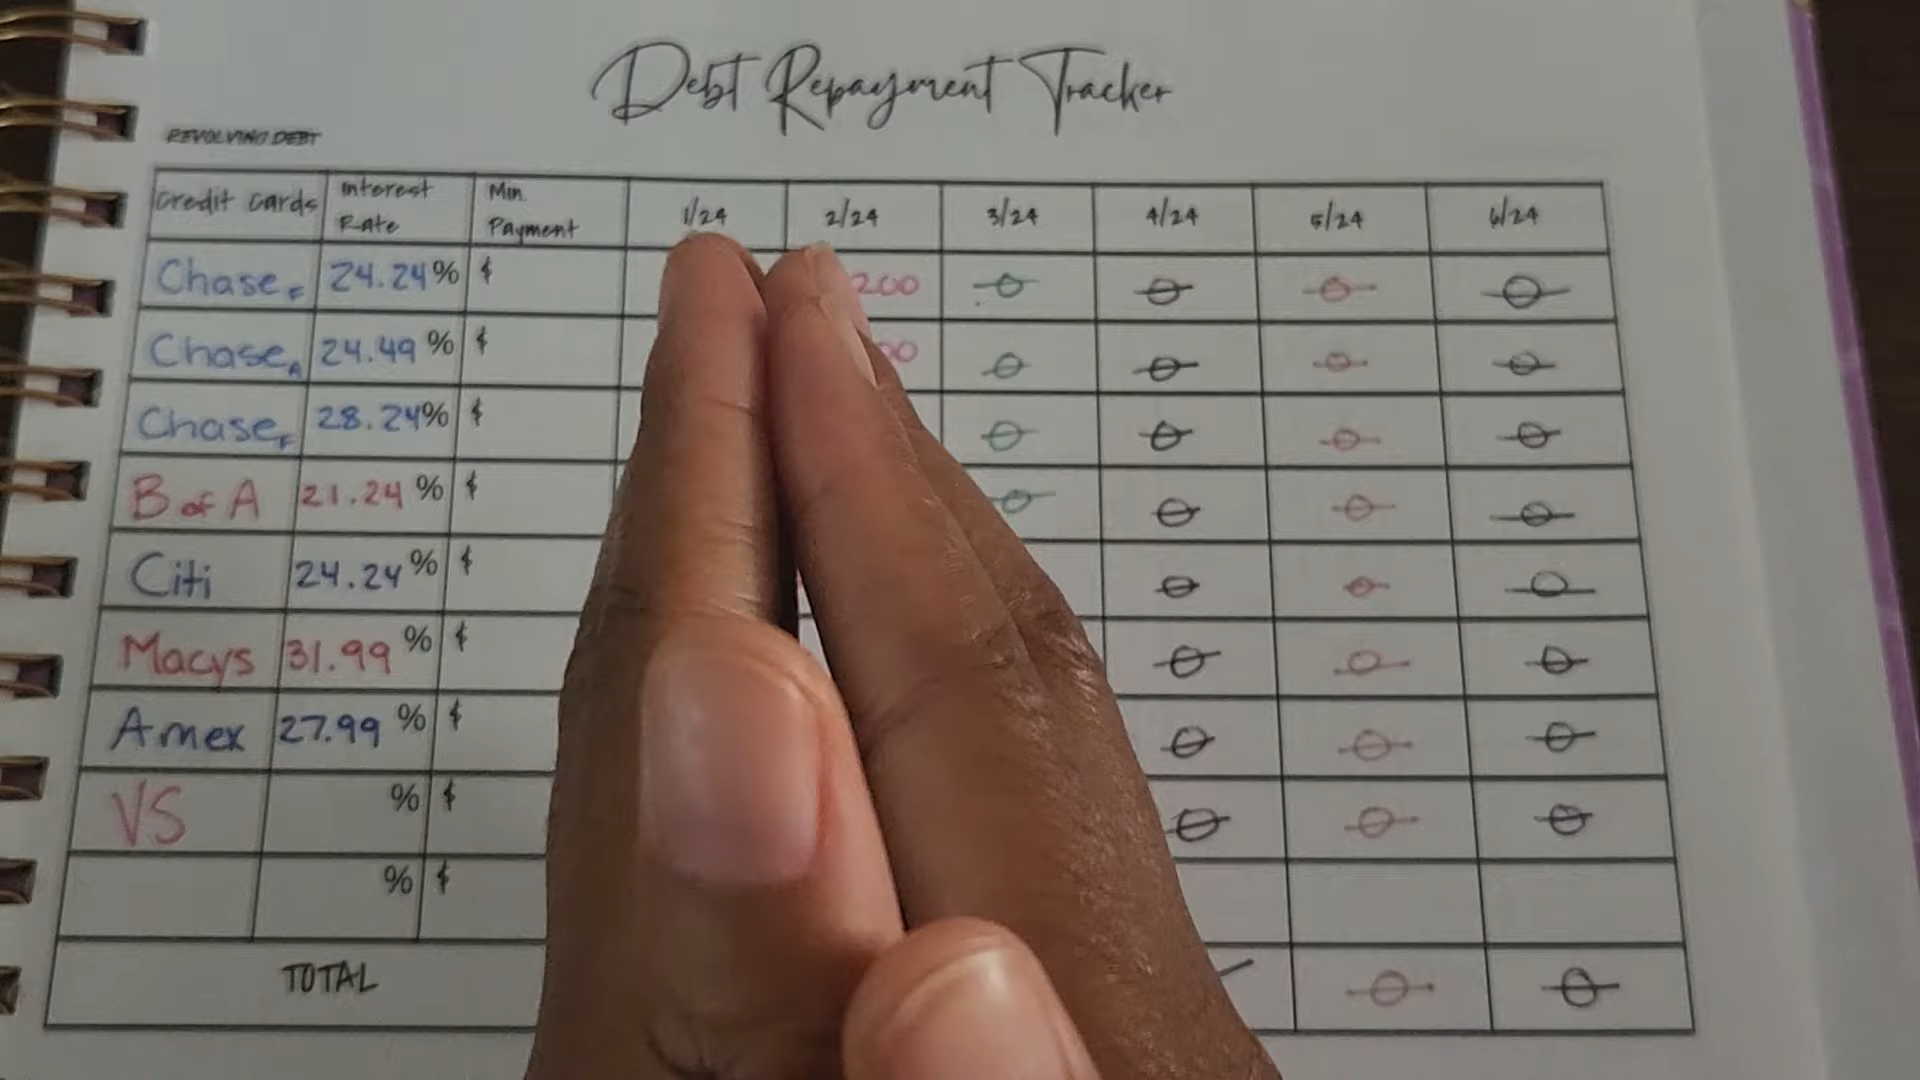 Debt Repayment Tracker
REVOLVING DEBT
Credit Cards Interest Rate Min Payment 1/24 2/24 3/24 4/24 5/24 6/24
Chase 24.24% $ 200
Chase A 24.49% $
Chase F 28.24% $
B of A 21.24% $
Citi 24.24% $
Macys 31.99% $
Amex 27.99% $
VS % $
% $
TOTAL